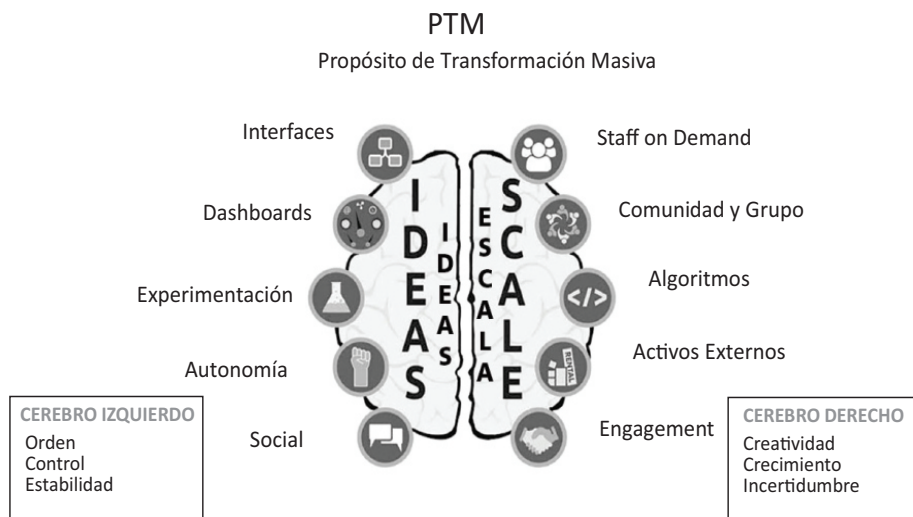 PTM
Propósito de Transformación Masiva
Interfaces
Dashboards
Experimentación
Autonomía
Social
IDEAS
IDEAS
ESCALA
SCALE
Staff on Demand
Comunidad y Grupo
Algoritmos
</>
Activos Externos
RENTAL
Engagement
CEREBRO IZQUIERDO
Orden
Control
Estabilidad
CEREBRO DERECHO
Creatividad
Crecimiento
Incertidumbre